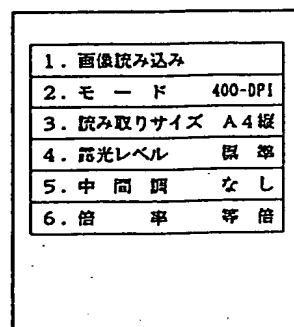 1．画像読み込み
2．モード 400-DPI
3．読み取りサイズ A4縦
4．露光レベル 標準
5．中間調 なし
6．倍率 等倍